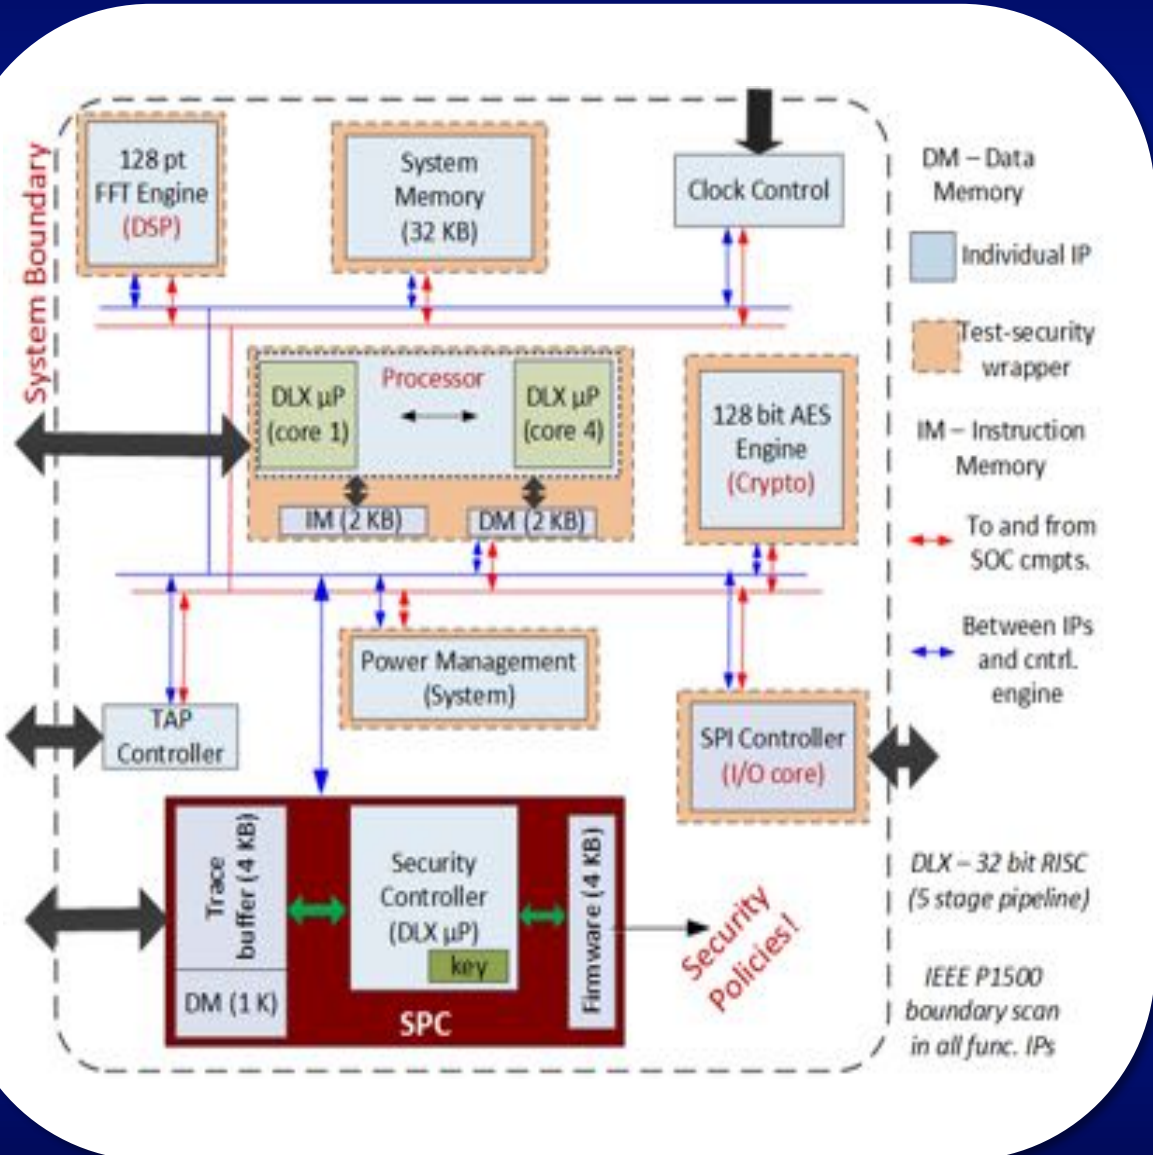 System Boundary
128 pt
FFT Engine
(DSP)
System
Memory
(32 KB)
Clock Control
DLX µP
(core 1)
Processor
DLX µP
(core 4)
IM (2 KB)
DM (2 KB)
128 bit AES
Engine
(Crypto)
Power Management
(System)
TAP
Controller
SPI Controller
(I/O core)
Trace
buffer (4 KB)
DM (1 K)
Security
Controller
(DLX µP)
key
Firmware (4 KB)
SPC
Security
Policies!
DM – Data
Memory
Individual IP
Test-security
wrapper
IM – Instruction
Memory
To and from
SOC cmpts.
Between IPs
and cntrl.
engine
DLX – 32 bit RISC
(5 stage pipeline)
IEEE P1500
boundary scan
in all func. IPs